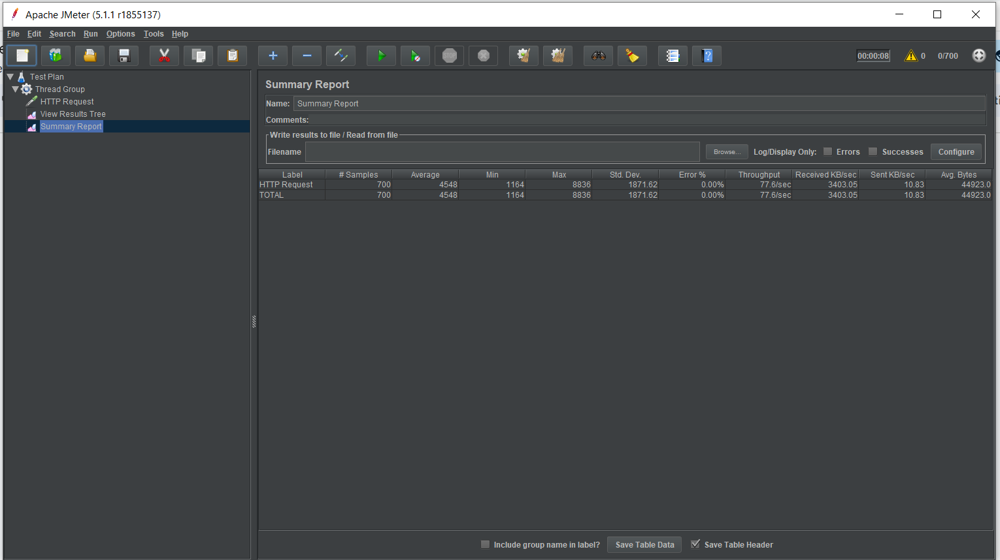 Apache JMeter (5.1.1 r1855137)
File Edit Search Run Options Tools Help
STOP
00:00:08 0 0/700
Test Plan
Thread Group
HTTP Request
View Results Tree
Summary Report
Summary Report
Name: Summary Report
Comments:
Write results to file / Read from file
Filename Browse... Log/Display Only: Errors Successes Configure
Label # Samples Average Min Max Std. Dev. Error % Throughput Received KB/sec Sent KB/sec Avg. Bytes
HTTP Request 700 4548 1164 8836 1871.62 0.00% 77.6/sec 3403.05 10.83 44923.0
TOTAL 700 4548 1164 8836 1871.62 0.00% 77.6/sec 3403.05 10.83 44923.0
Include group name in label? Save Table Data Save Table Header